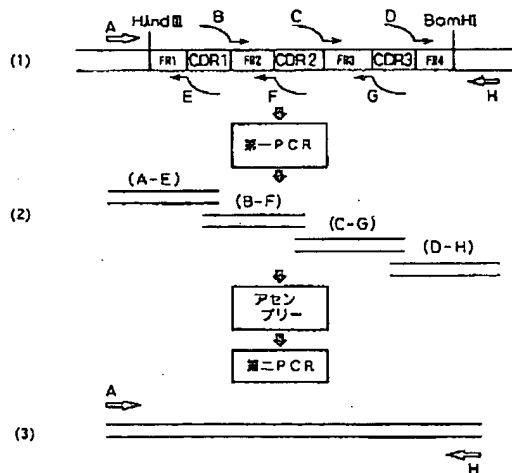 A HindⅢ B C D BamHI
(1) FR1 CDR1 FR2 CDR2 FR3 CDR3 FR4
E F G H
第一PCR
(A-E)
(2) (B-F)
(C-G)
(D-H)
アセン
ブリー
第二PCR
A
(3)
H